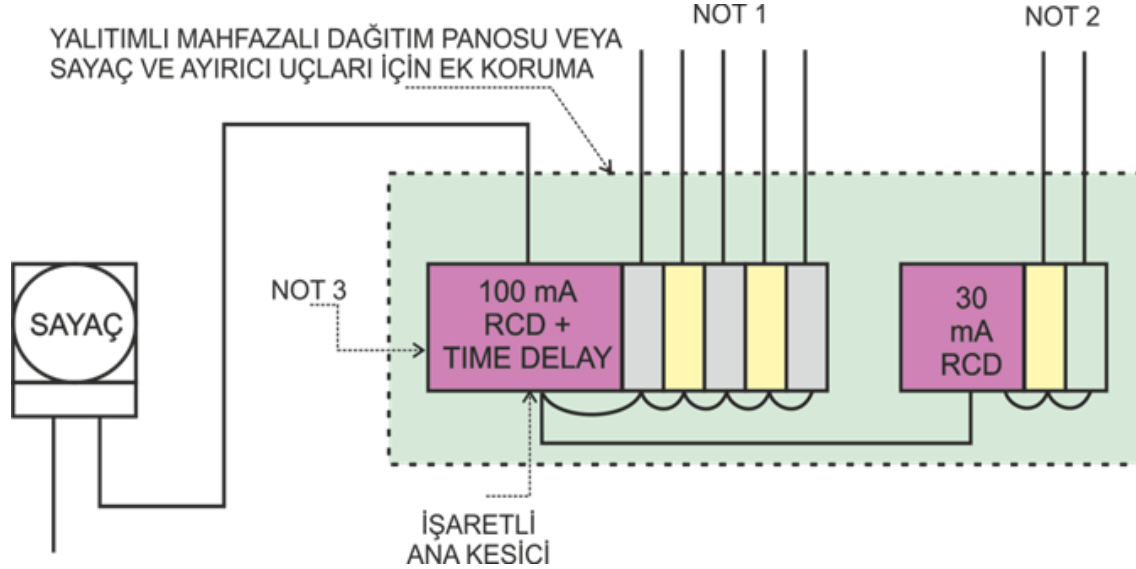 NOT 1
NOT 2
YALITIMLI MAHFAZALI DAĞITIM PANOSU VEYA
SAYAÇ VE AYIRICI UÇLARI İÇİN EK KORUMA
SAYAÇ
NOT 3
100 mA
RCD +
TIME DELAY
30
mA
RCD
İŞARETLİ
ANA KESİCİ